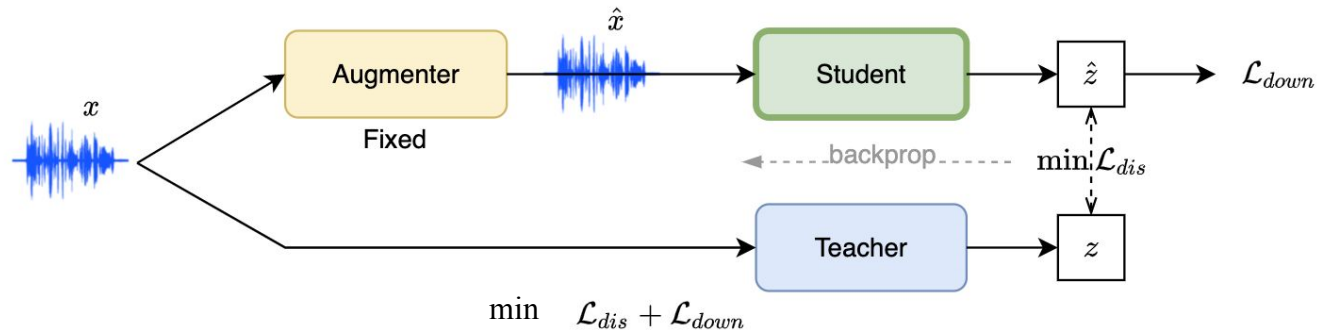 x
Augmenter
Fixed
x̂
Student
ẑ
ℒ_down
backprop
min ℒ_dis
Teacher
z
min ℒ_dis + ℒ_down